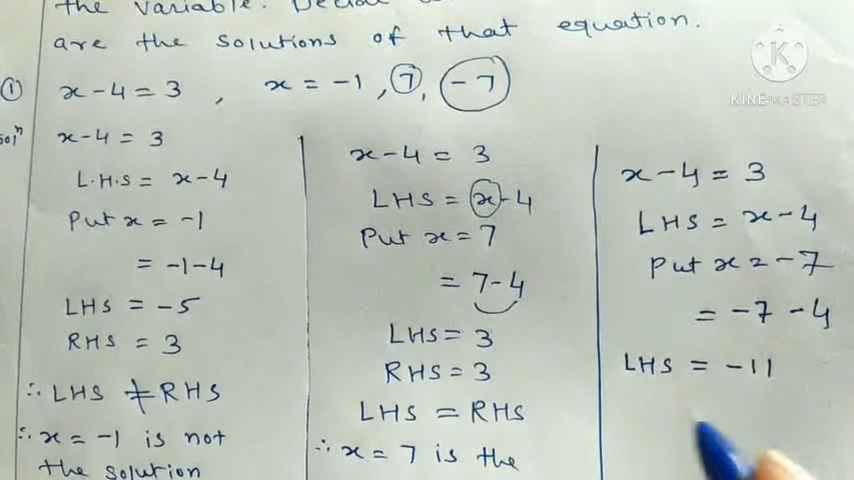 the variable.
are the solutions of that equation.
① x-4=3, x=-1, 7, -7
solⁿ x-4=3
L.H.S = x-4
Put x = -1
= -1-4
LHS = -5
RHS = 3
∴ LHS ≠ RHS
∴ x = -1 is not
the solution
x-4 = 3
LHS = x-4
Put x = 7
= 7-4
LHS = 3
RHS = 3
LHS = RHS
∴ x = 7 is the
x-4 = 3
LHS = x-4
Put x = -7
= -7-4
LHS = -11
K
KINEMASTER